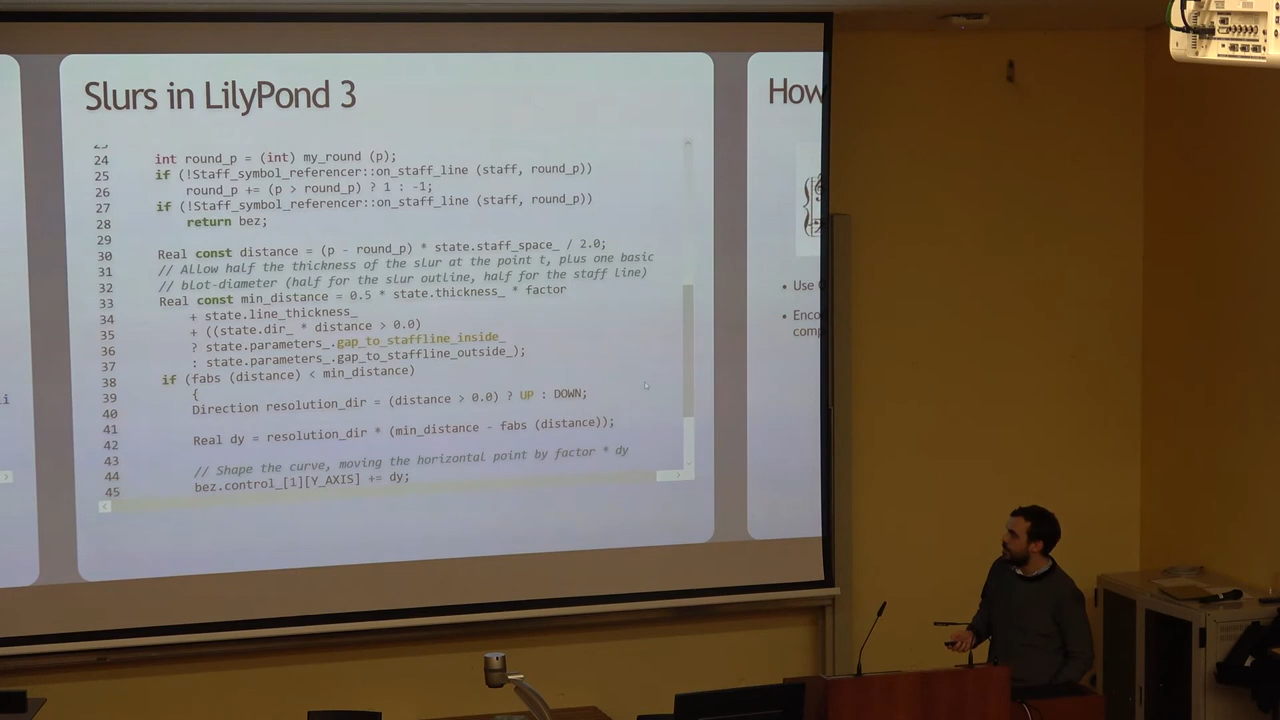 Slurs in LilyPond 3
24 int round_p = (int) my_round (p);
25 if (!Staff_symbol_referencer::on_staff_line (staff, round_p))
26 round_p += (p > round_p) ? 1 : -1;
27 if (!Staff_symbol_referencer::on_staff_line (staff, round_p))
28 return bez;
29
30 Real const distance = (p - round_p) * state.staff_space_ / 2.0;
31 // Allow half the thickness of the slur at the point t, plus one basic
32 // blot-diameter (half for the slur outline, half for the staff line)
33 Real const min_distance = 0.5 * state.thickness_ * factor
34 + state.line_thickness_
35 + ((state.dir_ * distance > 0.0)
36 ? state.parameters_.gap_to_staffline_inside_
37 : state.parameters_.gap_to_staffline_outside_);
38 if (fabs (distance) < min_distance)
39 {
40 Direction resolution_dir = (distance > 0.0) ? UP : DOWN;
41
42 Real dy = resolution_dir * (min_distance - fabs (distance));
43
44 // Shape the curve, moving the horizontal point by factor * dy
45 bez.control_[1][Y_AXIS] += dy;
How
• Use
• Enco
comp